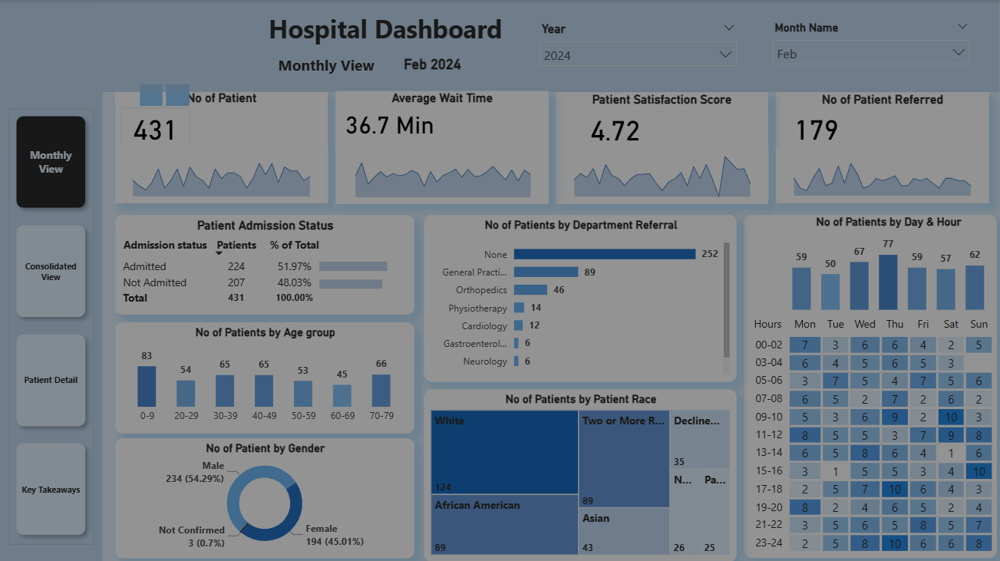 Hospital Dashboard
Monthly View
Feb 2024
Year
2024
Month Name
Feb
Monthly
View
Consolidated
View
Patient Detail
Key Takeaways
No of Patient
431
Average Wait Time
36.7 Min
Patient Satisfaction Score
4.72
No of Patient Referred
179
Patient Admission Status
Admission status Patients % of Total
Admitted 224 51.97%
Not Admitted 207 48.03%
Total 431 100.00%
No of Patients by Age group
83 54 65 65 53 45 66
0-9 20-29 30-39 40-49 50-59 60-69 70-79
No of Patient by Gender
Male
234 (54.29%)
Not Confirmed
3 (0.7%)
Female
194 (45.01%)
No of Patients by Department Referral
None 252
General Practi... 89
Orthopedics 46
Physiotherapy 14
Cardiology 12
Gastroenterol... 6
Neurology 6
No of Patients by Patient Race
White
124
African American
89
Two or More R...
89
Asian
43
Decline...
35
N...
26
Pa...
25
No of Patients by Day & Hour
59 50 67 77 59 57 62
Hours Mon Tue Wed Thu Fri Sat Sun
00-02 7 3 6 6 4 2 5
03-04 6 4 5 6 5 3
05-06 3 7 5 4 7 5 6
07-08 6 5 2 7 2 6 2
09-10 5 3 6 9 2 10 3
11-12 8 5 5 3 7 9 8
13-14 6 5 8 6 4 1 6
15-16 3 1 5 5 3 4 10
17-18 2 5 7 10 6 4 3
19-20 8 2 4 6 5 2 4
21-22 3 5 6 5 8 5 7
23-24 2 5 8 10 6 6 8